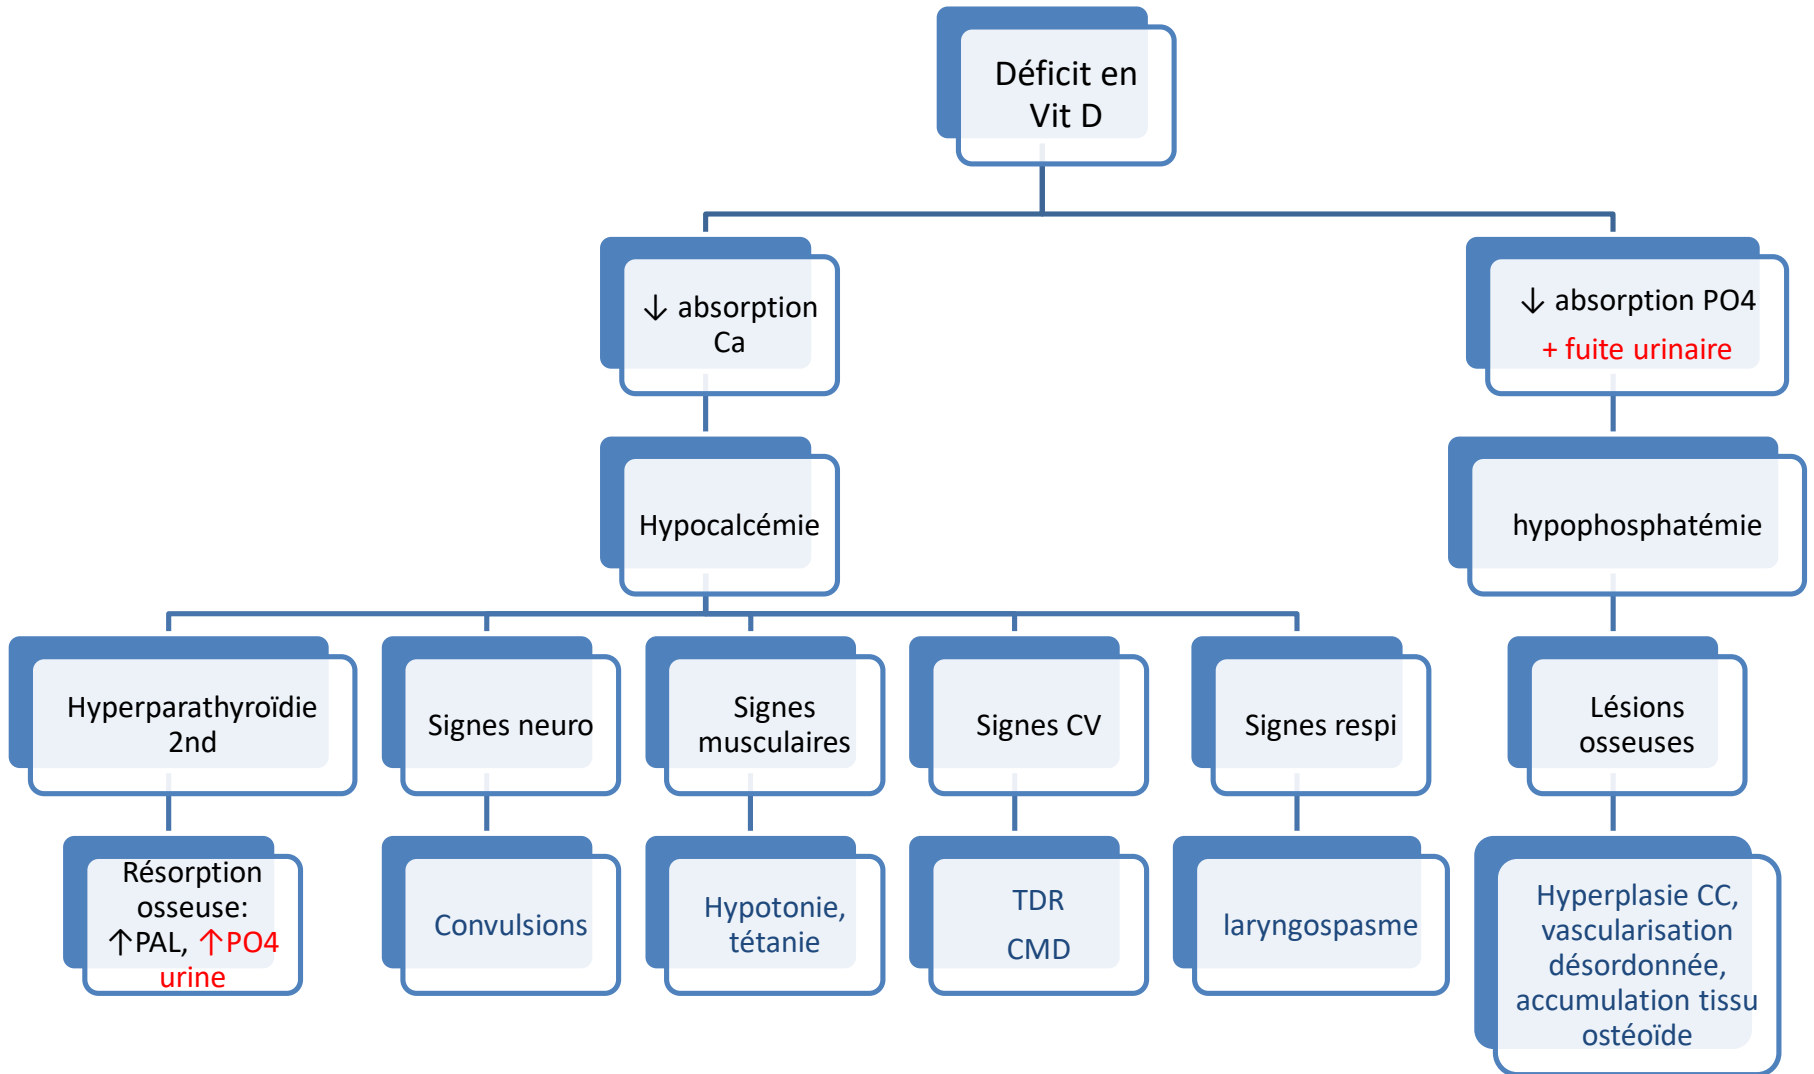 Déficit en
Vit D
↓ absorption
Ca
↓ absorption PO4
+ fuite urinaire
Hypocalcémie
hypophosphatémie
Hyperparathyroïdie
2nd
Signes neuro
Signes
musculaires
Signes CV
Signes respi
Lésions
osseuses
Résorption
osseuse:
↑PAL, ↑PO4
urine
Convulsions
Hypotonie,
tétanie
TDR
CMD
laryngospasme
Hyperplasie CC,
vascularisation
désordonnée,
accumulation tissu
ostéoïde